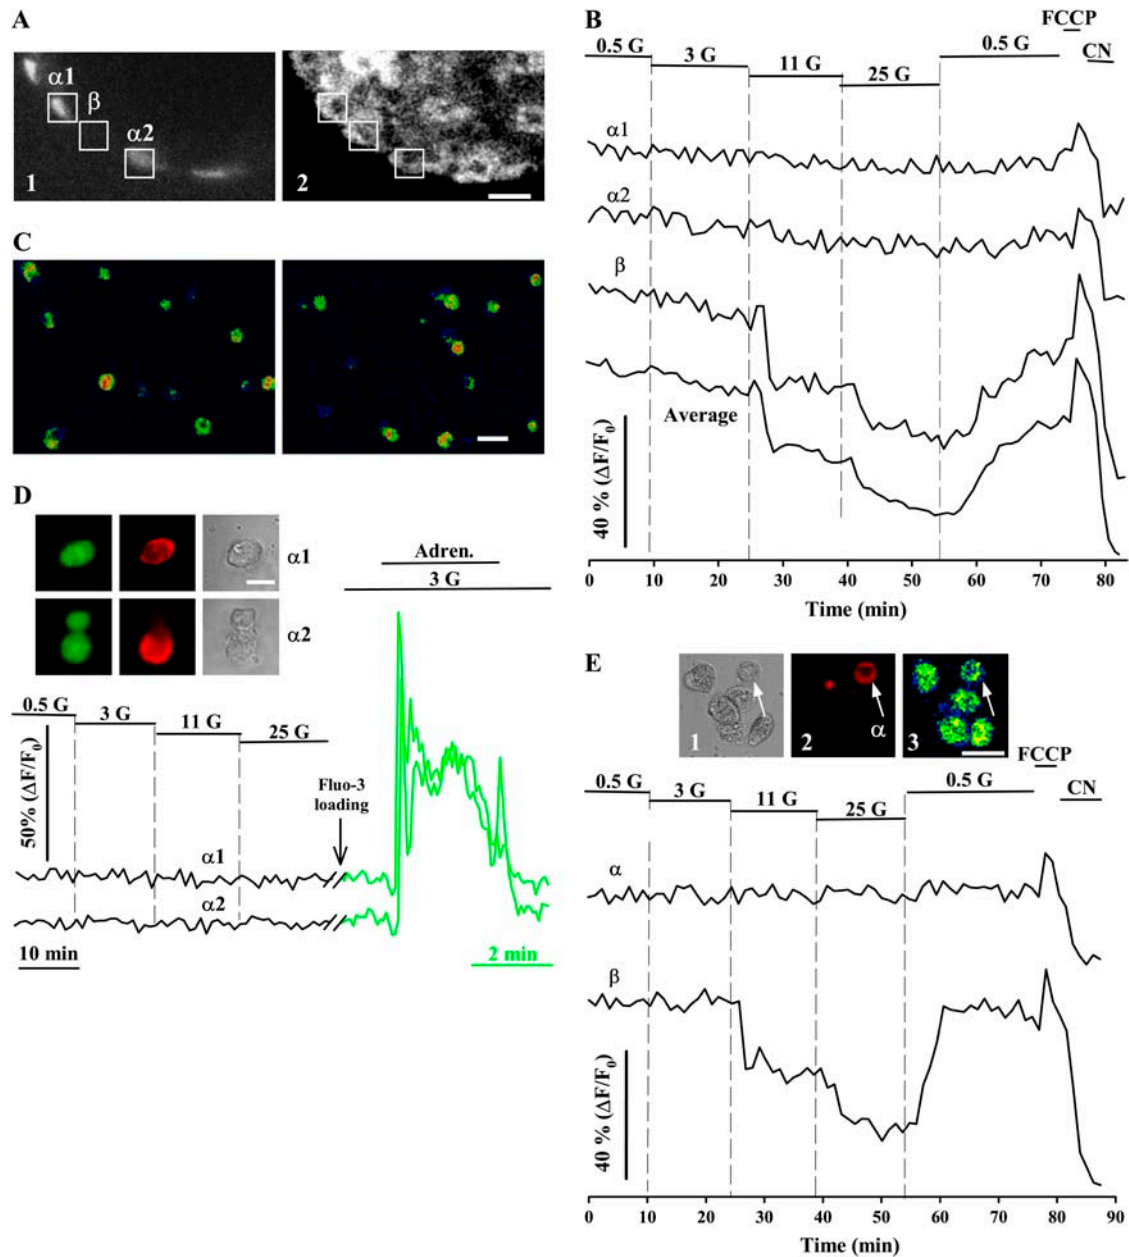 A
α1
β
α2
1
2
B
FCCP
0.5 G
3 G
11 G
25 G
0.5 G
CN
α1
α2
β
Average
40 % (ΔF/F0)
0 10 20 30 40 50 60 70 80
Time (min)
C
D
α1
α2
Adren.
3 G
0.5 G
3 G
11 G
25 G
50% (ΔF/F0)
Fluo-3
loading
α1
α2
10 min
2 min
E
1
2
α
3
FCCP
0.5 G
3 G
11 G
25 G
0.5 G
CN
α
β
40 % (ΔF/F0)
0 10 20 30 40 50 60 70 80 90
Time (min)